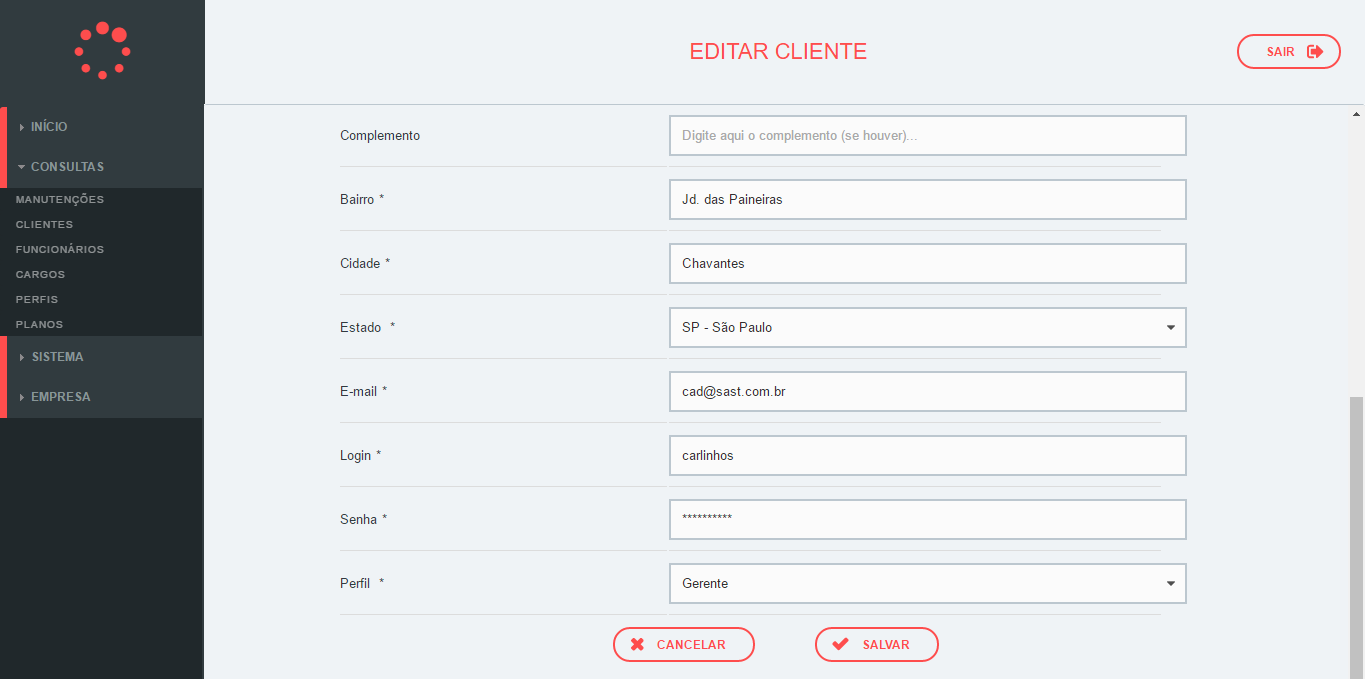 EDITAR CLIENTE
SAIR
INÍCIO
CONSULTAS
MANUTENÇÕES
CLIENTES
FUNCIONÁRIOS
CARGOS
PERFIS
PLANOS
SISTEMA
EMPRESA
Complemento
Digite aqui o complemento (se houver)...
Bairro *
Jd. das Paineiras
Cidade *
Chavantes
Estado *
SP - São Paulo
E-mail *
cad@sast.com.br
Login *
carlinhos
Senha *
**********
Perfil *
Gerente
CANCELAR
SALVAR